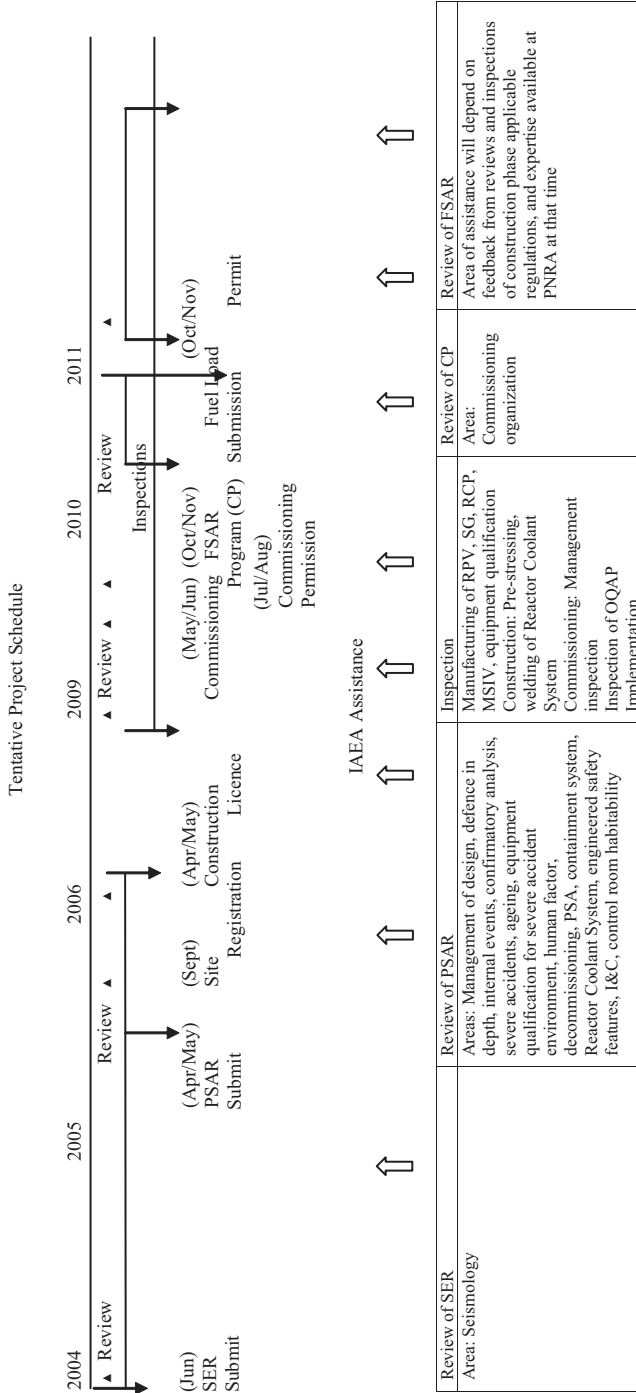 Tentative Project Schedule
2004 2005 2006 2009 2010 2011
Review Review Review Review
Inspections
(Jun)
SER
Submit
(Apr/May)
PSAR
Submit
(Sept)
Site
Registration
(Apr/May)
Construction
Licence
(May/Jun)
Commissioning
(Oct/Nov)
FSAR
Program (CP)
Submission
(Jul/Aug)
Commissioning
Permission
Fuel Load
(Oct/Nov)
Permit
IAEA Assistance
Review of SER
Area: Seismology
Review of PSAR
Areas: Management of design, defence in
depth, internal events, confirmatory analysis,
severe accidents, ageing, equipment
qualification for severe accident
environment, human factor,
decommissioning, PSA, containment system,
Reactor Coolant System, engineered safety
features, I&C, control room habitability
Inspection
Manufacturing of RPV, SG, RCP,
MSIV, equipment qualification
Construction: Pre-stressing,
welding of Reactor Coolant
System
Commissioning: Management
inspection
Inspection of OQAP
Implementation
Review of CP
Area:
Commissioning
organization
Review of FSAR
Area of assistance will depend on
feedback from reviews and inspections
of construction phase applicable
regulations, and expertise available at
PNRA at that time